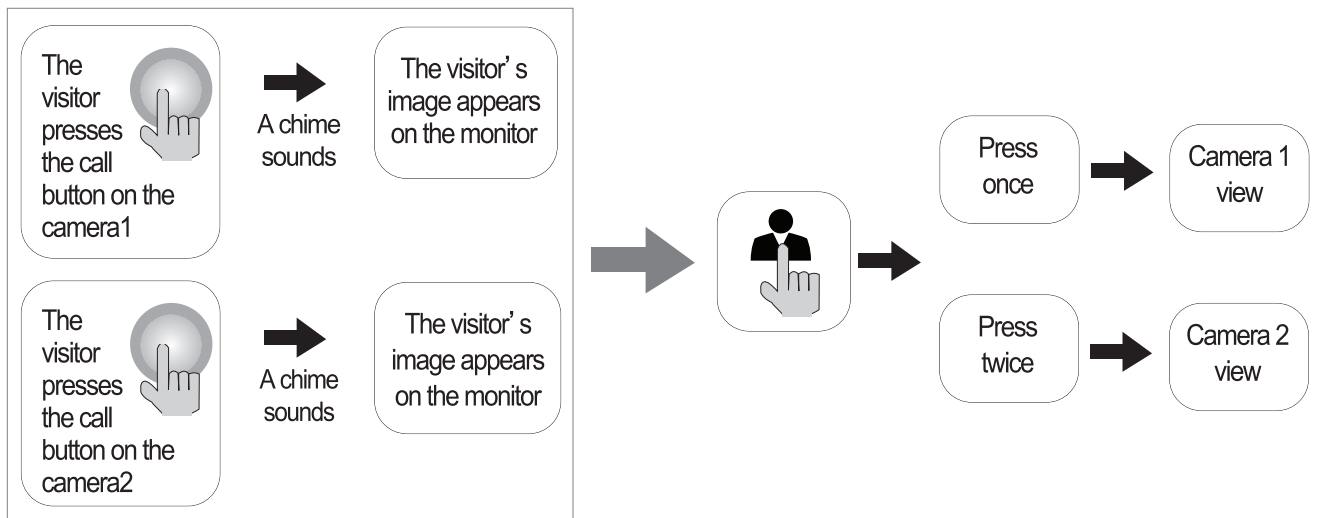 The
visitor
presses
the call
button on the
camera1
A chime
sounds
The visitor's
image appears
on the monitor
The
visitor
presses
the call
button on the
camera2
A chime
sounds
The visitor's
image appears
on the monitor
Press
once
Camera 1
view
Press
twice
Camera 2
view